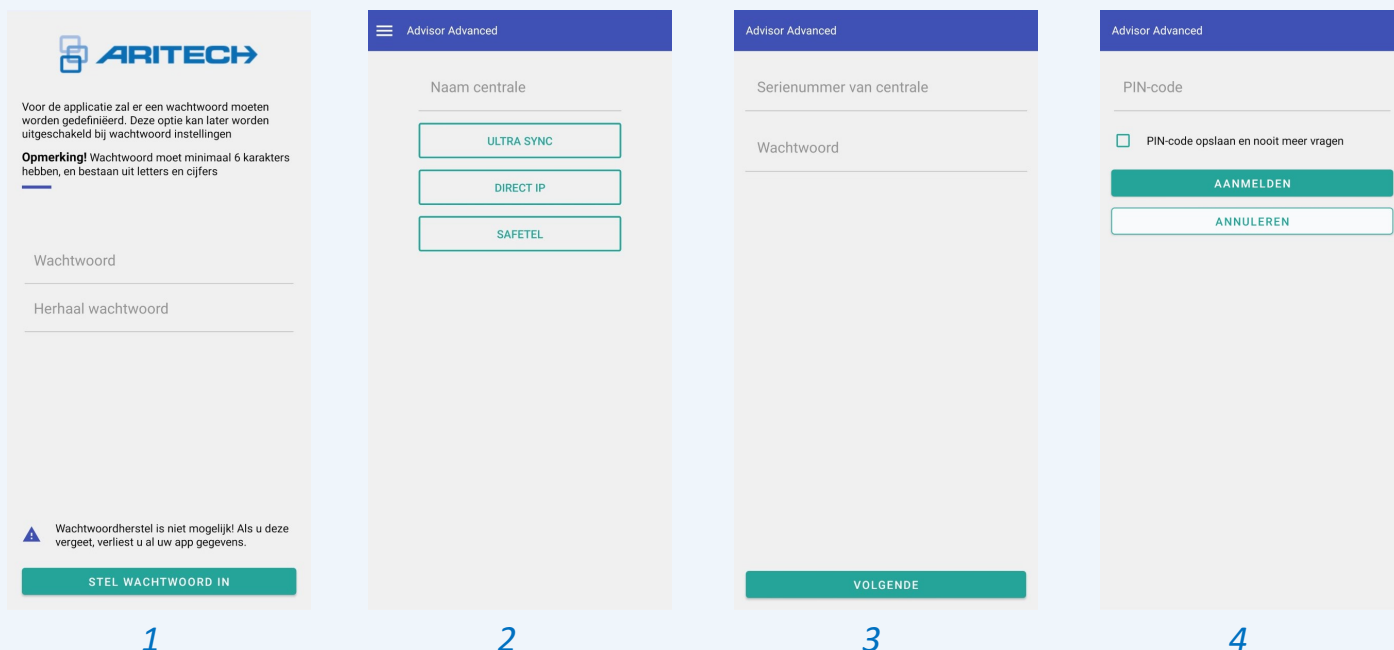 ARITECH
Voor de applicatie zal er een wachtwoord moeten
worden gedefiniëerd. Deze optie kan later worden
uitgeschakeld bij wachtwoord instellingen
Opmerking! Wachtwoord moet minimaal 6 karakters
hebben, en bestaan uit letters en cijfers
Wachtwoord
Herhaal wachtwoord
Wachtwoordherstel is niet mogelijk! Als u deze
vergeet, verliest u al uw app gegevens.
STEL WACHTWOORD IN
1
Advisor Advanced
Naam centrale
ULTRA SYNC
DIRECT IP
SAFETEL
2
Advisor Advanced
Serienummer van centrale
Wachtwoord
VOLGENDE
3
Advisor Advanced
PIN-code
PIN-code opslaan en nooit meer vragen
AANMELDEN
ANNULEREN
4